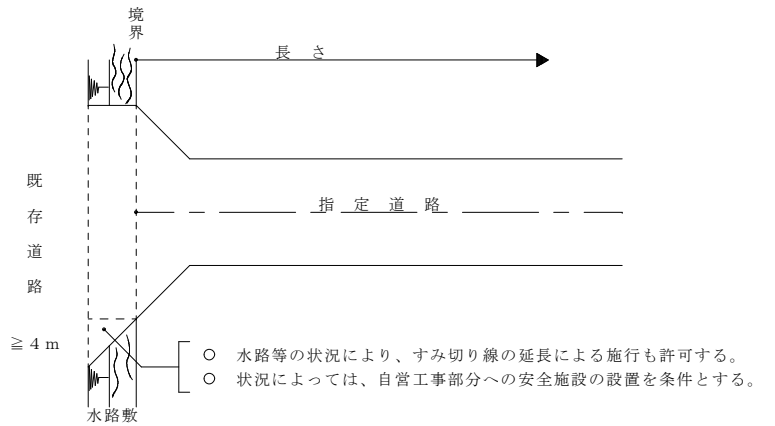 境界
長さ
既存道路
指定道路
≧4m
○ 水路等の状況により、すみ切り線の延長による施行も許可する。
○ 状況によっては、自営工事部分への安全施設の設置を条件とする。
水路敷